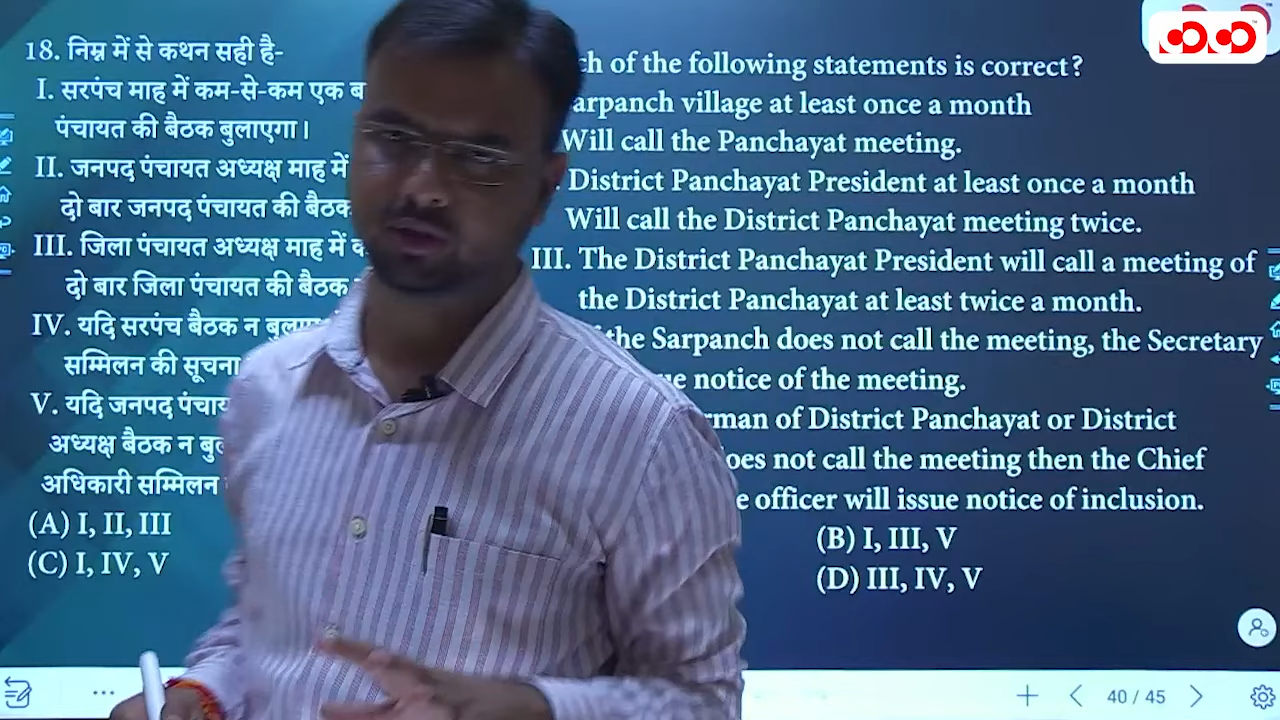 18. निम्न में से कथन सही है-
I. सरपंच माह में कम-से-कम एक
पंचायत की बैठक बुलाएगा।
II. जनपद पंचायत अध्यक्ष माह में
दो बार जनपद पंचायत की बैठक
III. जिला पंचायत अध्यक्ष माह में
दो बार जिला पंचायत की बैठक
IV. यदि सरपंच बैठक न
सम्मिलन की सूचना
V. यदि जनपद
अध्यक्ष बैठक न
अधिकारी सम्मिलन
(A) I, II, III
(C) I, IV, V
of the following statements is correct?
village at least once a month
Will call the Panchayat meeting.
District Panchayat President at least once a month
Will call the District Panchayat meeting twice.
III. The District Panchayat President will call a meeting of
the District Panchayat at least twice a month.
the Sarpanch does not call the meeting, the Secretary
notice of the meeting.
of District Panchayat or District
not call the meeting then the Chief
officer will issue notice of inclusion.
(B) I, III, V
(D) III, IV, V
40 / 45